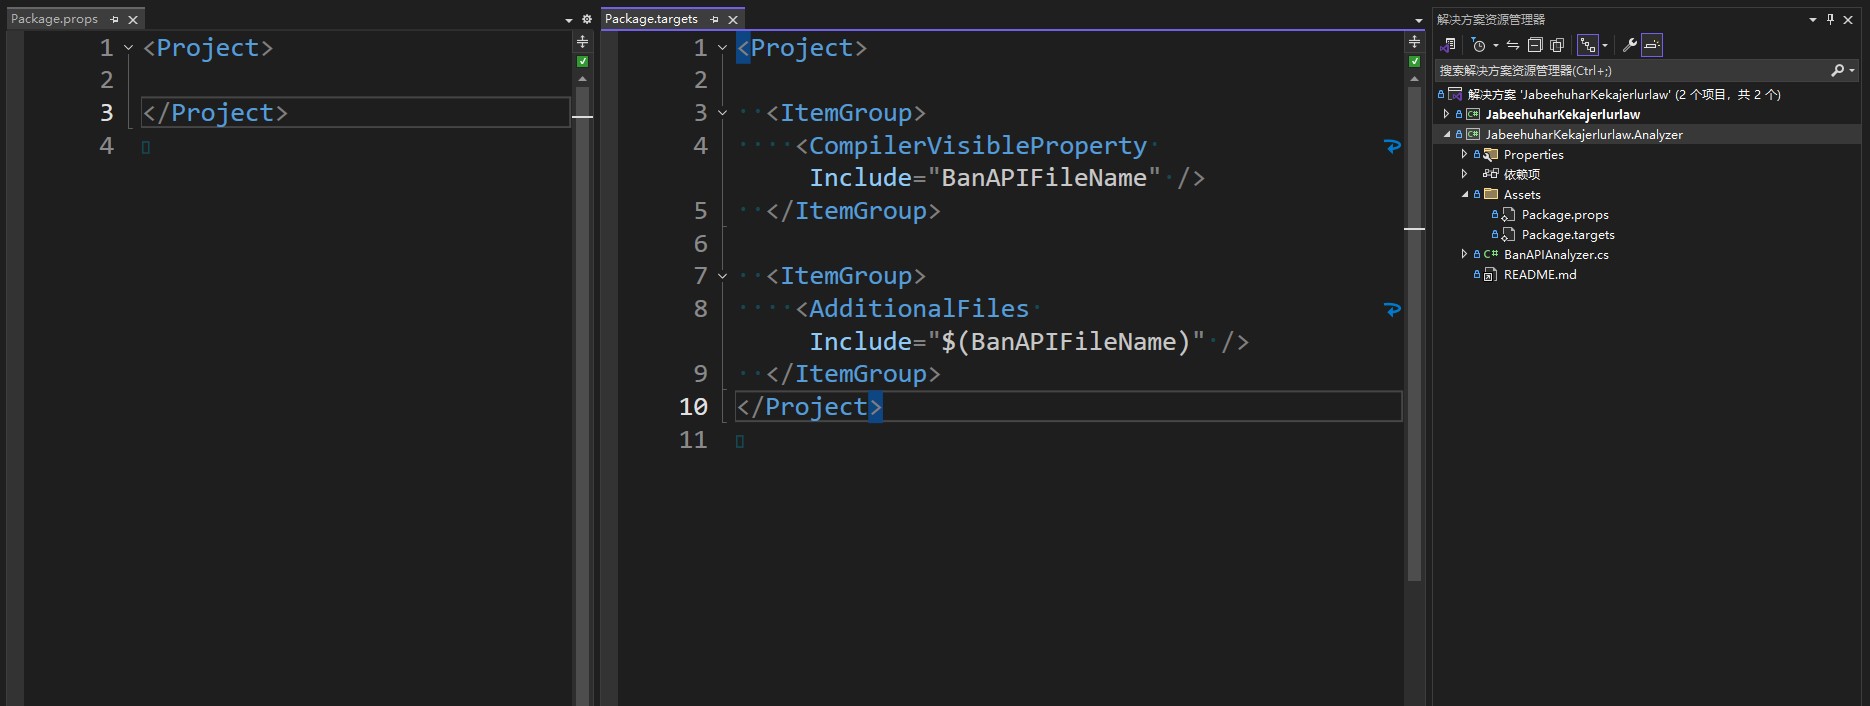 Package.props
1 <Project>
2
3 </Project>
4
Package.targets
1 <Project>
2
3 <ItemGroup>
4 <CompilerVisibleProperty
Include="BanAPIFileName" />
5 </ItemGroup>
6
7 <ItemGroup>
8 <AdditionalFiles
Include="$(BanAPIFileName)" />
9 </ItemGroup>
10 </Project>
11
解决方案资源管理器
搜索解决方案资源管理器(Ctrl+;)
解决方案 'JabeehuharKekajerlurlaw' (2 个项目，共 2 个)
C# JabeehuharKekajerlurlaw
C# JabeehuharKekajerlurlaw.Analyzer
Properties
依赖项
Assets
Package.props
Package.targets
C# BanAPIAnalyzer.cs
README.md